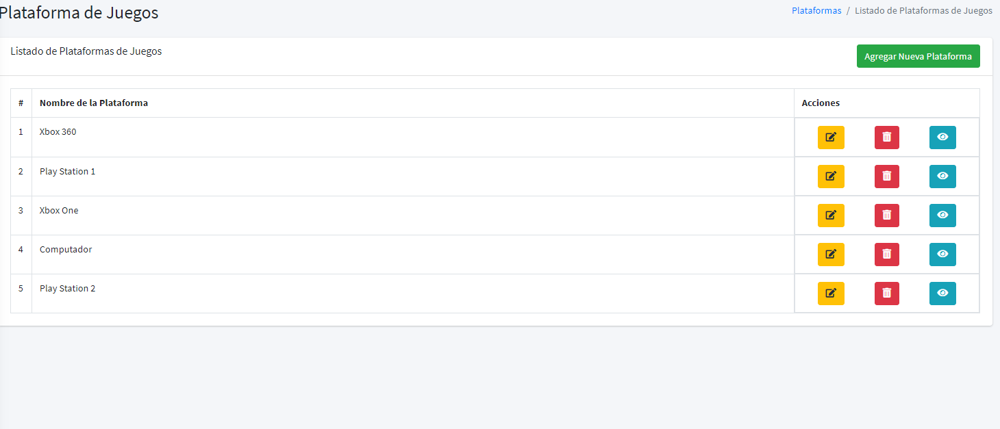 Plataforma de Juegos
Plataformas / Listado de Plataformas de Juegos
Listado de Plataformas de Juegos
Agregar Nueva Plataforma
# Nombre de la Plataforma Acciones
1 Xbox 360
2 Play Station 1
3 Xbox One
4 Computador
5 Play Station 2